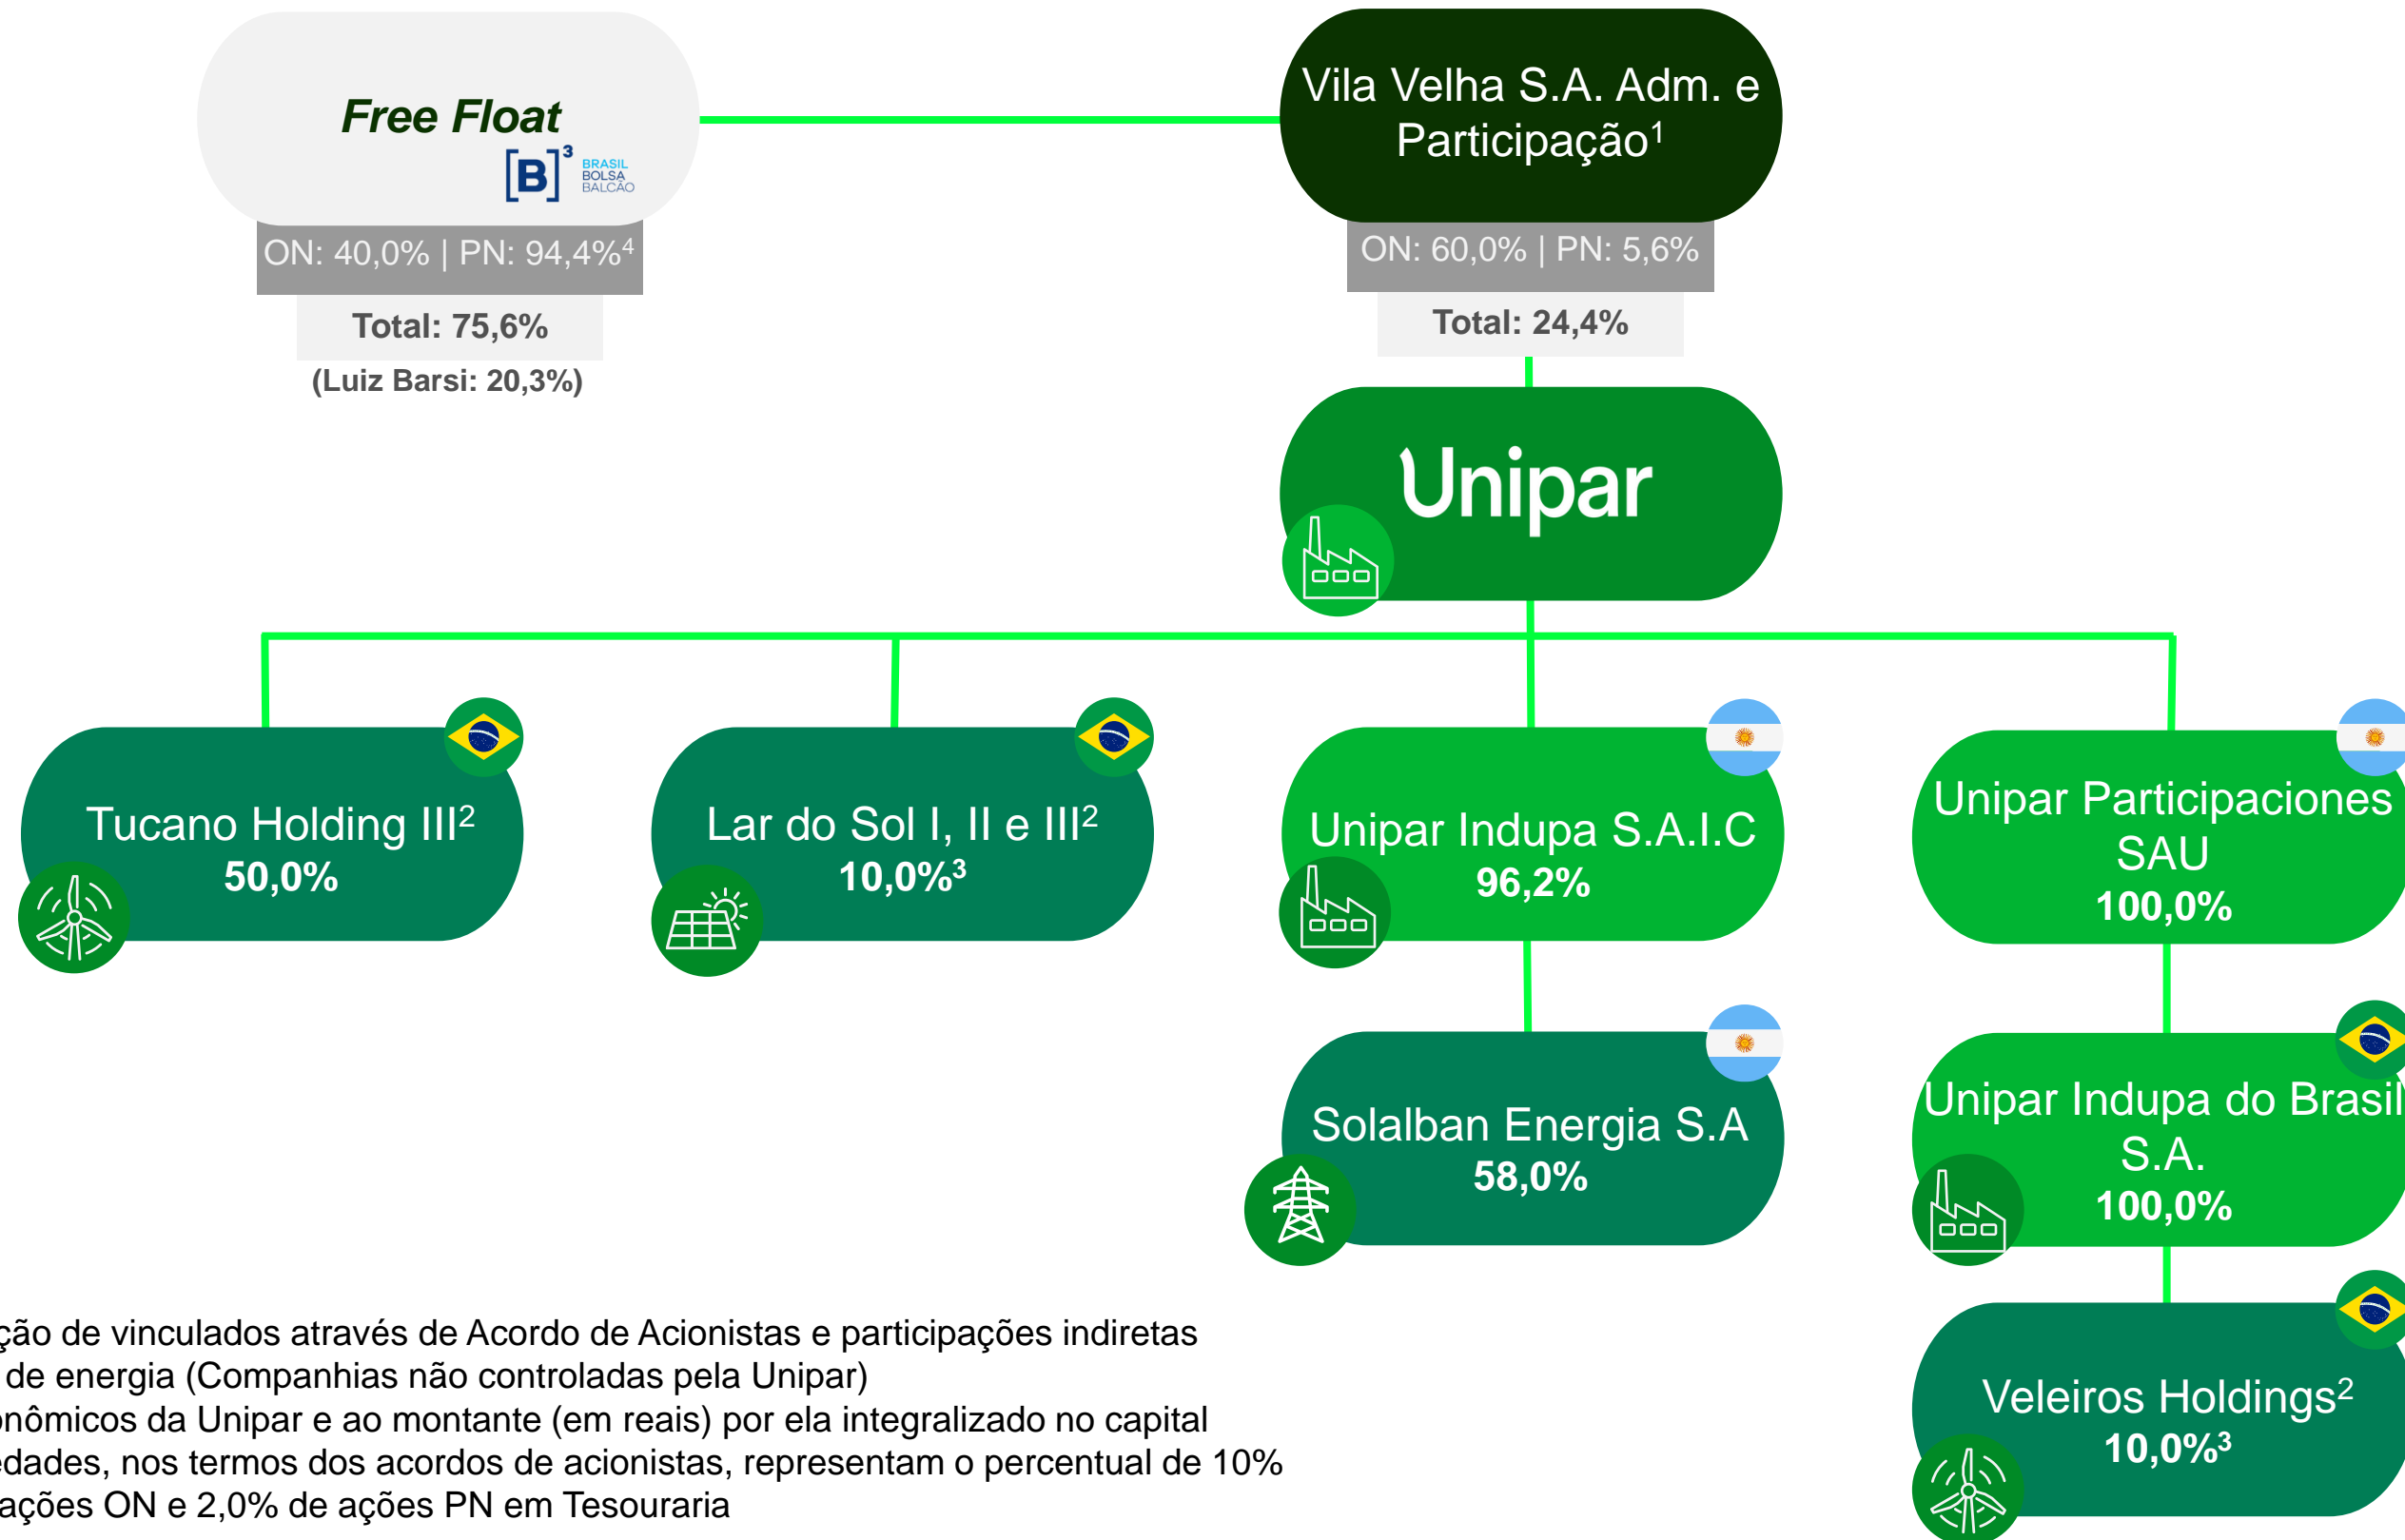 Free Float
[B]³ BRASIL
BOLSA
BALCÃO
ON: 40,0% | PN: 94,4%⁴
Total: 75,6%
(Luiz Barsi: 20,3%)
Vila Velha S.A. Adm. e
Participação¹
ON: 60,0% | PN: 5,6%
Total: 24,4%
Unipar
Tucano Holding III²
50,0%
Lar do Sol I, II e III²
10,0%³
Unipar Indupa S.A.I.C
96,2%
Unipar Participaciones
SAU
100,0%
Solalban Energia S.A
58,0%
Unipar Indupa do Brasil
S.A.
100,0%
Veleiros Holdings²
10,0%³
de vinculados através de Acordo de Acionistas e participações indiretas
de energia (Companhias não controladas pela Unipar)
da Unipar e ao montante (em reais) por ela integralizado no capital
nos termos dos acordos de acionistas, representam o percentual de 10%
ações ON e 2,0% de ações PN em Tesouraria